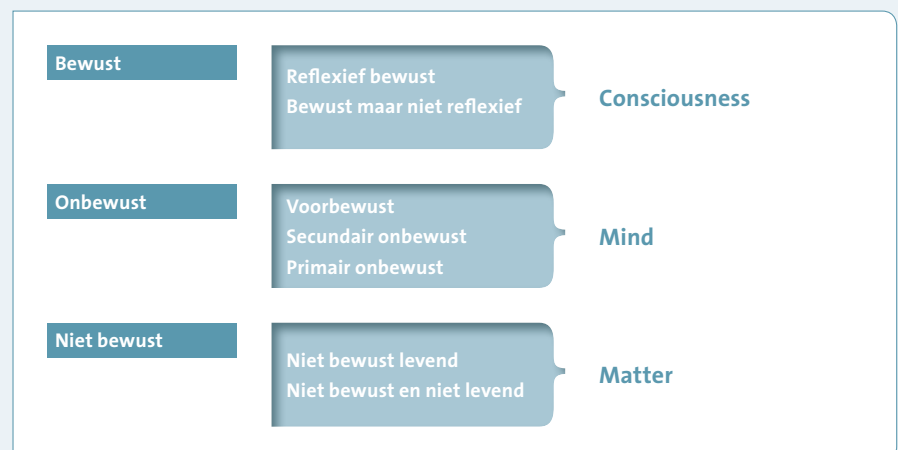 Bewust
Reflexief bewust
Bewust maar niet reflexief
Consciousness
Onbewust
Voorbewust
Secundair onbewust
Primair onbewust
Mind
Niet bewust
Niet bewust levend
Niet bewust en niet levend
Matter